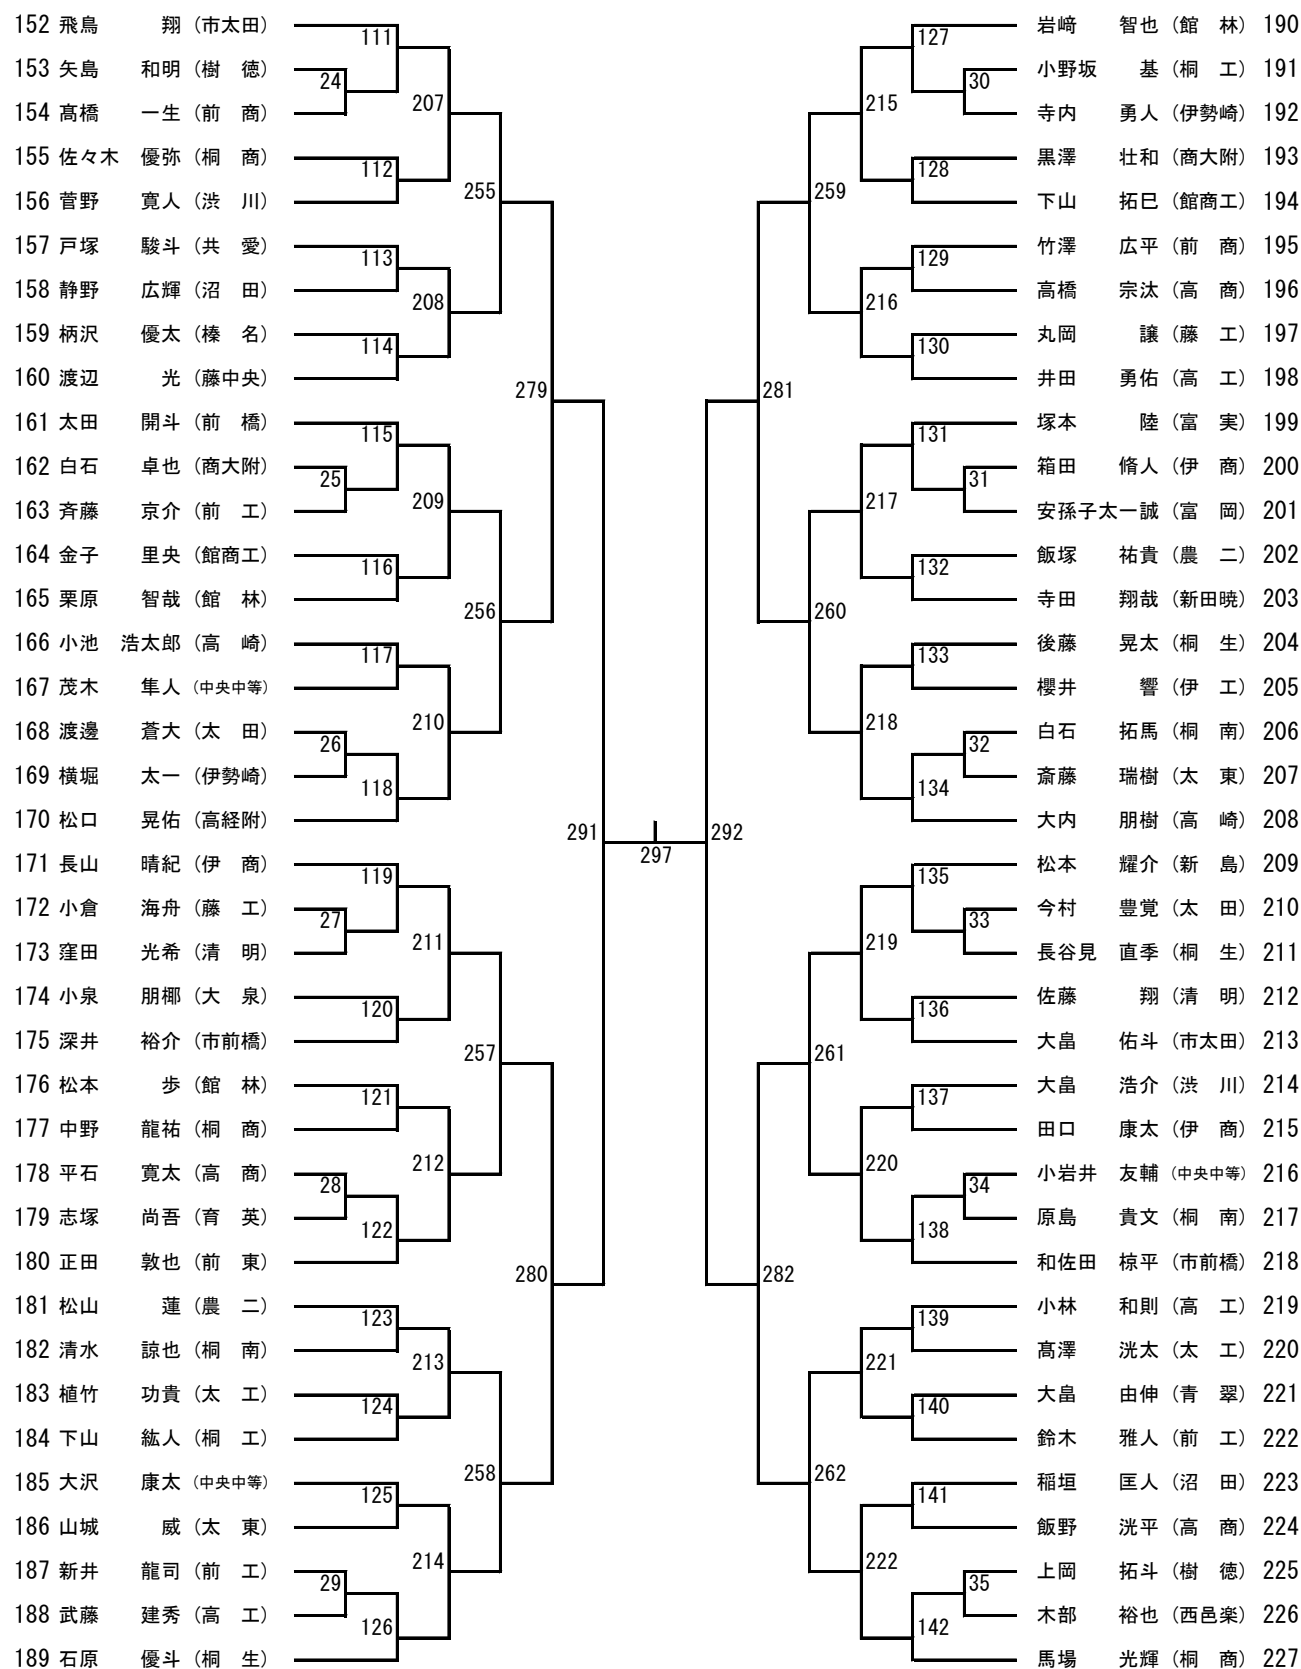 152 飛鳥　　翔（市太田）
111
153 矢島　和明（樹　徳）
24
154 髙橋　一生（前　商）
207
155 佐々木　優弥（桐　商）
112
156 菅野　寛人（渋　川）
255
157 戸塚　駿斗（共　愛）
113
158 静野　広輝（沼　田）
208
159 柄沢　優太（榛　名）
114
160 渡辺　　光（藤中央）
279
161 太田　開斗（前　橋）
115
162 白石　卓也（商大附）
25
163 斉藤　京介（前　工）
209
164 金子　里央（館商工）
116
165 栗原　智哉（館　林）
256
166 小池　浩太郎（高　崎）
117
167 茂木　隼人（中央中等）
210
168 渡邊　蒼大（太　田）
26
169 横堀　太一（伊勢崎）
118
170 松口　晃佑（高経附）
291
171 長山　晴紀（伊　商）
119
172 小倉　海舟（藤　工）
27
173 窪田　光希（清　明）
211
174 小泉　朋椰（大　泉）
120
175 深井　裕介（市前橋）
257
176 松本　　歩（館　林）
121
177 中野　龍祐（桐　商）
212
178 平石　寛太（高　商）
28
179 志塚　尚吾（育　英）
122
180 正田　敦也（前　東）
280
181 松山　　蓮（農　二）
123
182 清水　諒也（桐　南）
213
183 植竹　功貴（太　工）
124
184 下山　紘人（桐　工）
258
185 大沢　康太（中央中等）
125
186 山城　　威（太　東）
214
187 新井　龍司（前　工）
29
188 武藤　建秀（高　工）
126
189 石原　優斗（桐　生）
297
岩﨑　智也（館　林）190
127
小野坂　基（桐　工）191
30
寺内　勇人（伊勢崎）192
215
黒澤　壮和（商大附）193
128
下山　拓巳（館商工）194
259
竹澤　広平（前　商）195
129
高橋　宗汰（高　商）196
216
丸岡　　譲（藤　工）197
130
井田　勇佑（高　工）198
281
塚本　　陸（富　実）199
131
箱田　脩人（伊　商）200
31
安孫子太一誠（富　岡）201
217
飯塚　祐貴（農　二）202
132
寺田　翔哉（新田暁）203
260
後藤　晃太（桐　生）204
133
櫻井　　響（伊　工）205
218
白石　拓馬（桐　南）206
32
斎藤　瑞樹（太　東）207
134
大内　朋樹（高　崎）208
292
松本　耀介（新　島）209
135
今村　豊覚（太　田）210
33
長谷見　直季（桐　生）211
219
佐藤　　翔（清　明）212
136
大畠　佑斗（市太田）213
261
大畠　浩介（渋　川）214
137
田口　康太（伊　商）215
220
小岩井　友輔（中央中等）216
34
原島　貴文（桐　南）217
138
和佐田　椋平（市前橋）218
282
小林　和則（高　工）219
139
髙澤　洸太（太　工）220
221
大畠　由伸（青　翠）221
140
鈴木　雅人（前　工）222
262
稲垣　匡人（沼　田）223
141
飯野　洸平（高　商）224
222
上岡　拓斗（樹　徳）225
35
木部　裕也（西邑楽）226
142
馬場　光輝（桐　商）227